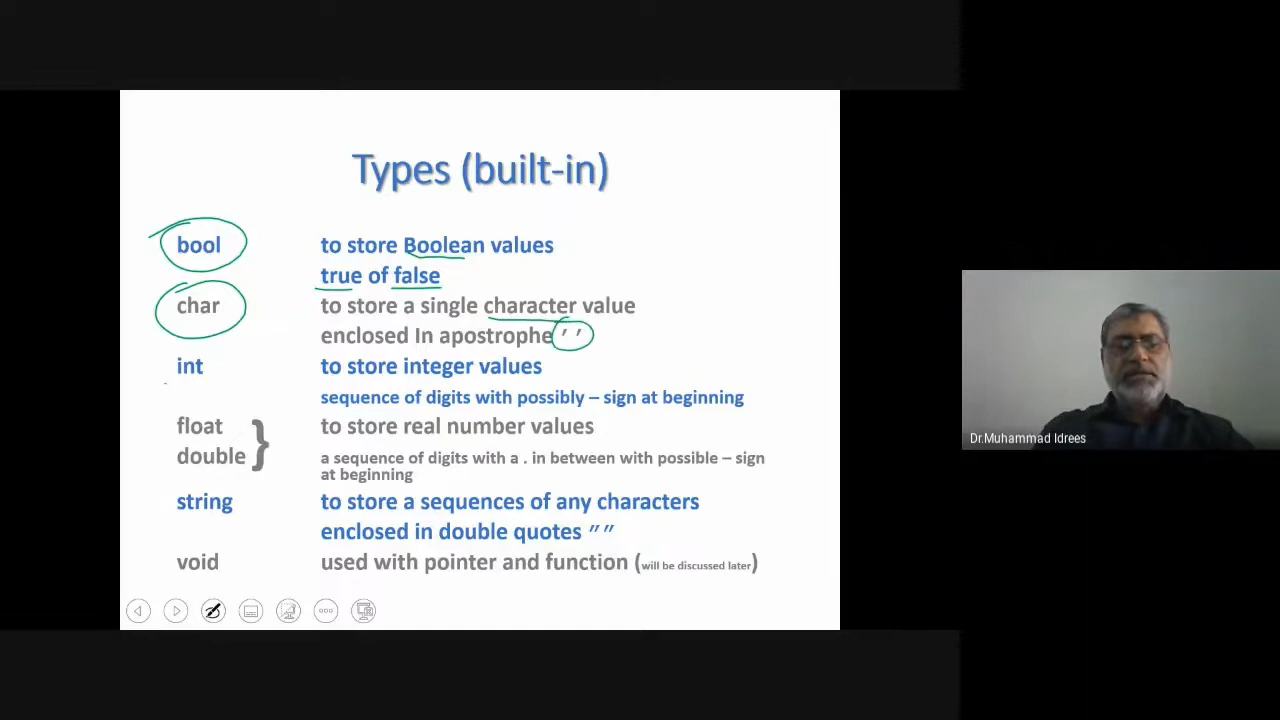 Types (built-in)
bool to store Boolean values
true of false
char to store a single character value
enclosed In apostrophe ′ ′
int to store integer values
sequence of digits with possibly – sign at beginning
float to store real number values
double } a sequence of digits with a . in between with possible – sign
at beginning
string to store a sequences of any characters
enclosed in double quotes ″ ″
void used with pointer and function (will be discussed later)
Dr.Muhammad Idrees